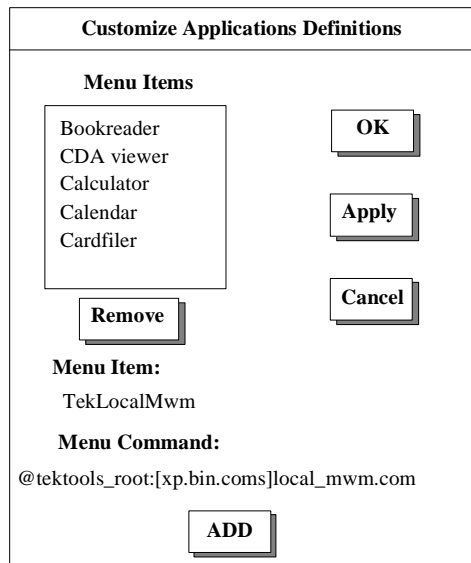 Customize Applications Definitions
Menu Items
Bookreader
CDA viewer
Calculator
Calendar
Cardfiler
OK
Apply
Cancel
Remove
Menu Item:
TekLocalMwm
Menu Command:
@tektools_root:[xp.bin.coms]local_mwm.com
ADD